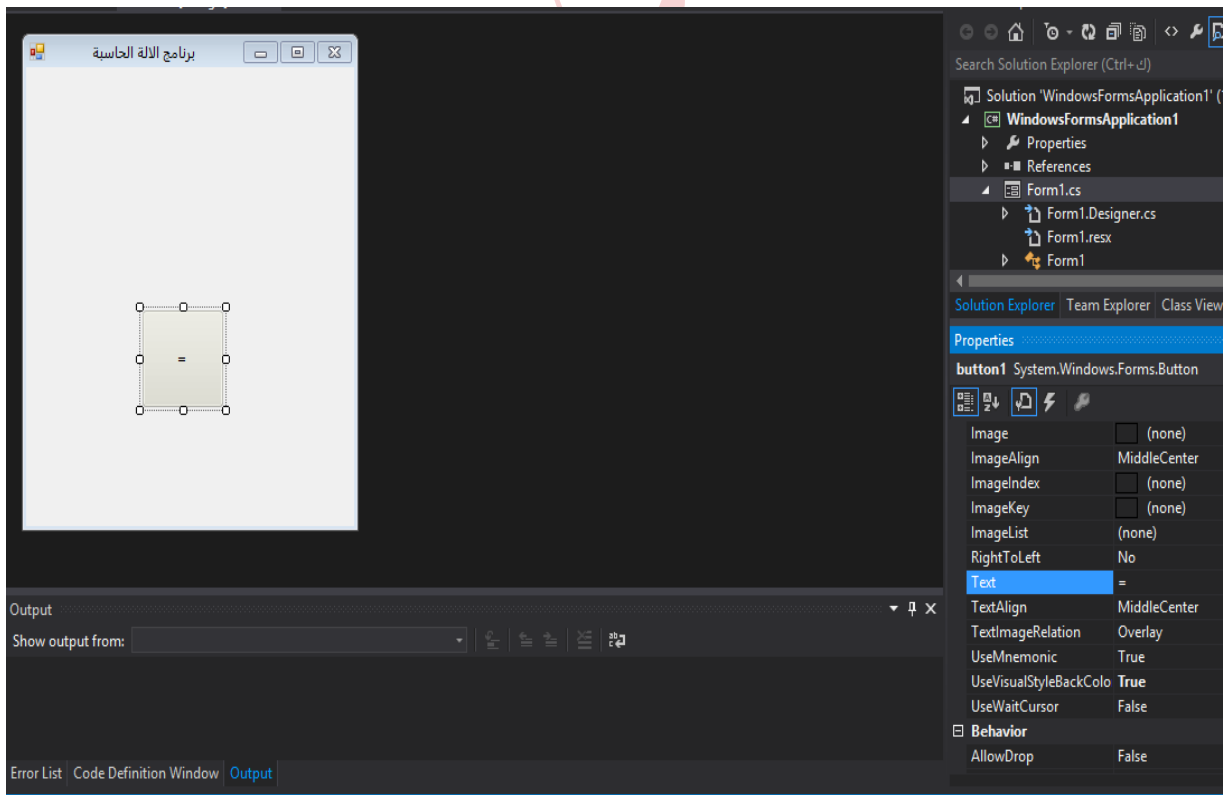 برنامج الالة الحاسبة
=
Search Solution Explorer (Ctrl+ك)
Solution 'WindowsFormsApplication1' (
WindowsFormsApplication1
Properties
References
Form1.cs
Form1.Designer.cs
Form1.resx
Form1
Solution Explorer Team Explorer Class View
Properties
button1 System.Windows.Forms.Button
Image (none)
ImageAlign MiddleCenter
ImageIndex (none)
ImageKey (none)
ImageList (none)
RightToLeft No
Text =
TextAlign MiddleCenter
TextImageRelation Overlay
UseMnemonic True
UseVisualStyleBackColo True
UseWaitCursor False
Behavior
AllowDrop False
Output
Show output from:
Error List Code Definition Window Output